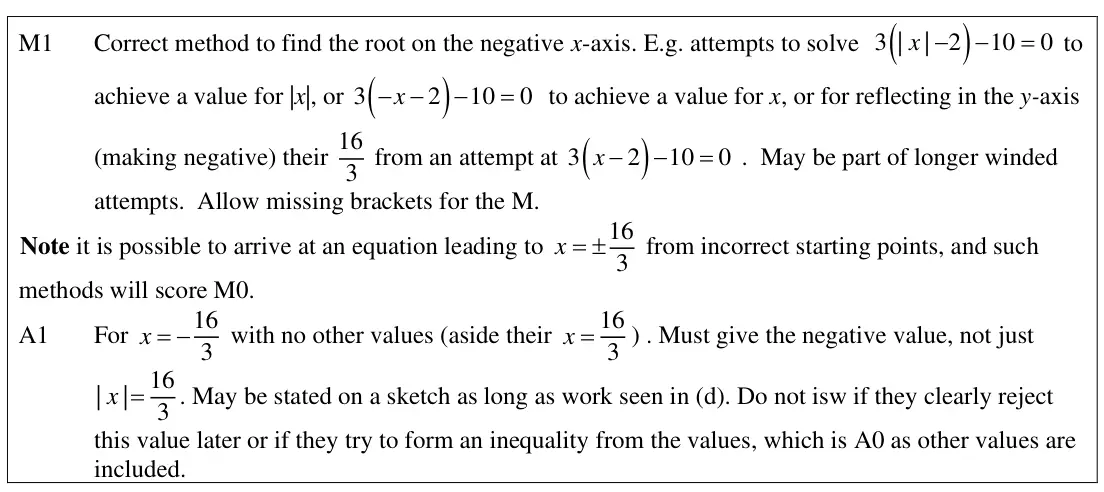 M1 Correct method to find the root on the negative x-axis. E.g. attempts to solve 3(|x|−2)−10=0 to
achieve a value for |x|, or 3(−x−2)−10=0 to achieve a value for x, or for reflecting in the y-axis
(making negative) their 16/3 from an attempt at 3(x−2)−10=0 . May be part of longer winded
attempts. Allow missing brackets for the M.
Note it is possible to arrive at an equation leading to x=±16/3 from incorrect starting points, and such
methods will score M0.
A1 For x=−16/3 with no other values (aside their x=16/3) . Must give the negative value, not just
|x|=16/3. May be stated on a sketch as long as work seen in (d). Do not isw if they clearly reject
this value later or if they try to form an inequality from the values, which is A0 as other values are
included.